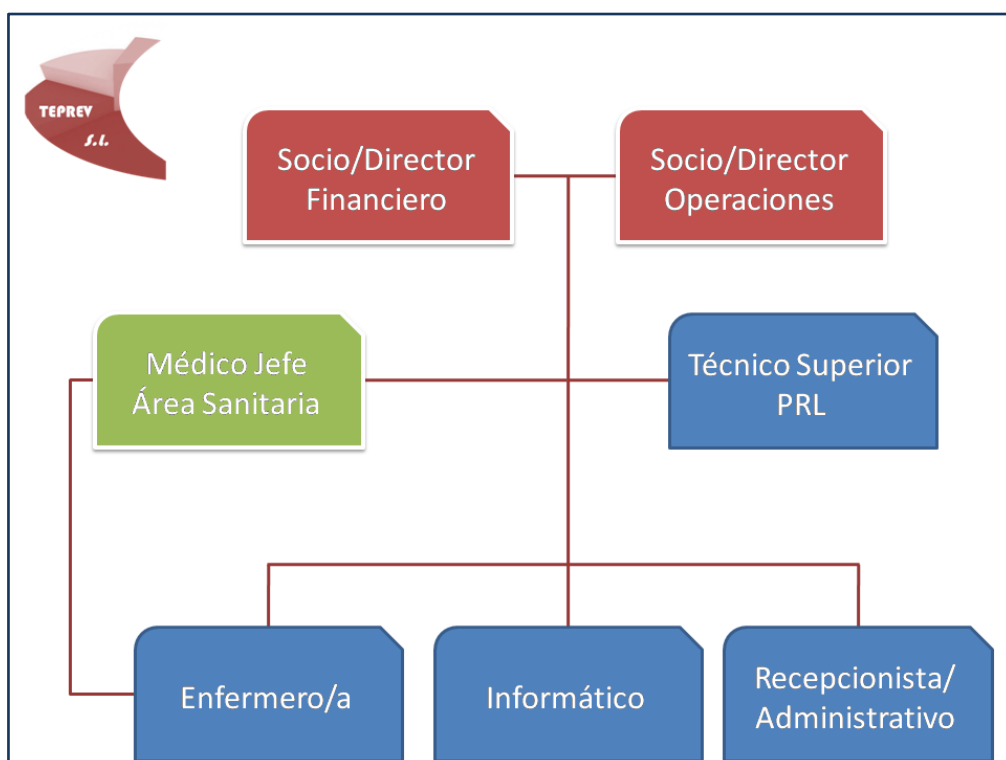 TEPREV
S.L.
Socio/Director
Financiero
Socio/Director
Operaciones
Médico Jefe
Área Sanitaria
Técnico Superior
PRL
Enfermero/a
Informático
Recepcionista/
Administrativo